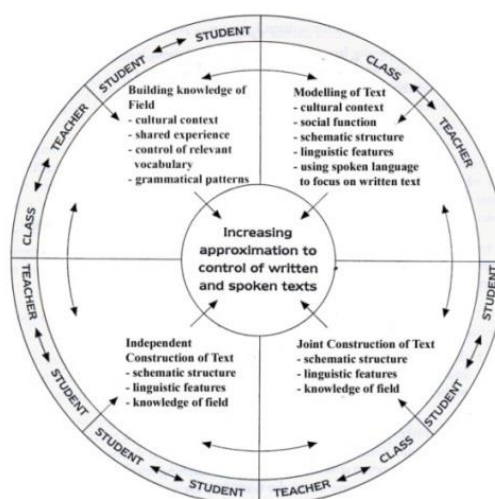 STUDENT
STUDENT
TEACHER
CLASS
CLASS
TEACHER
Building knowledge of
Field
- cultural context
- shared experience
- control of relevant
vocabulary
- grammatical patterns
Modelling of Text
- cultural context
- social function
- schematic structure
- linguistic features
- using spoken language
to focus on written text
Increasing
approximation to
control of written
and spoken texts
Independent
Construction of Text
- schematic structure
- linguistic features
- knowledge of field
Joint Construction of Text
- schematic structure
- linguistic features
- knowledge of field
TEACHER
STUDENT
STUDENT
STUDENT
TEACHER
CLASS
STUDENT
STUDENT